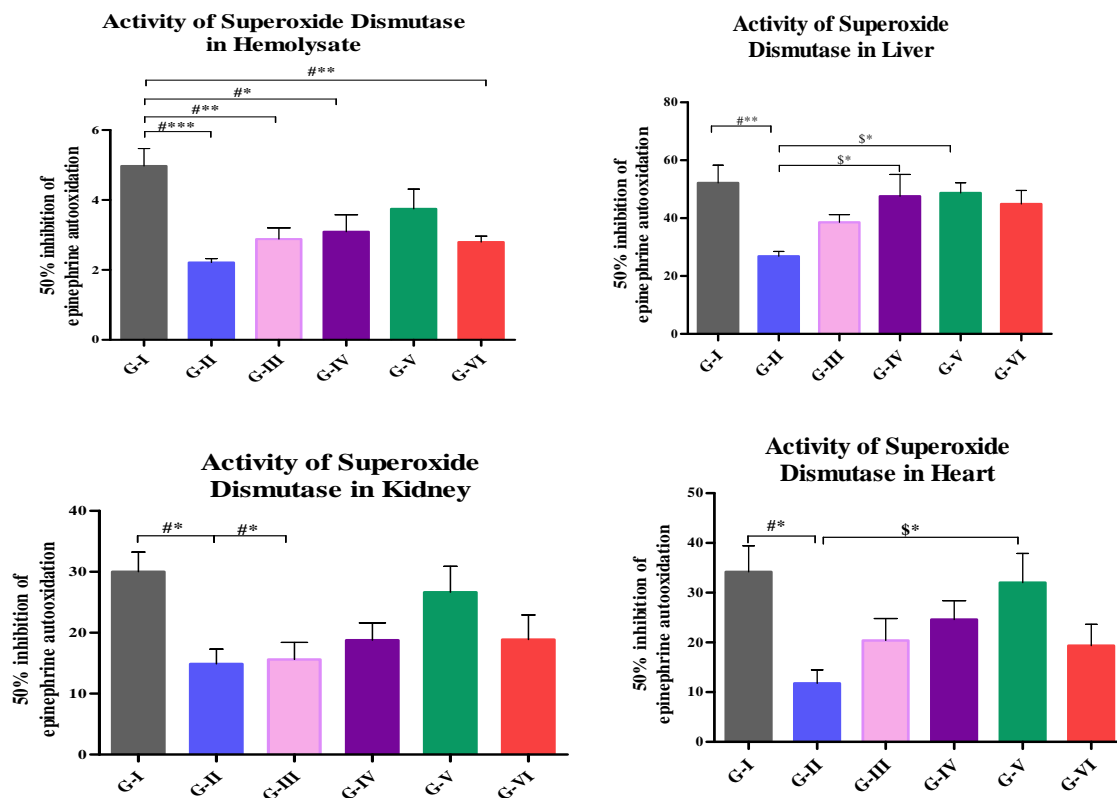 Activity of Superoxide Dismutase
in Hemolysate
#**
#*
#**
#***
6
4
2
0
50% inhibition of
epinephrine autooxidation
G-I
G-II
G-III
G-IV
G-V
G-VI
Activity of Superoxide
Dismutase in Liver
#**
$*
$*
80
60
40
20
0
50% inhibition of
epinephrine autooxidation
G-I
G-II
G-III
G-IV
G-V
G-VI
Activity of Superoxide
Dismutase in Kidney
#*
#*
40
30
20
10
0
50% inhibition of
epinephrine autooxidation
G-I
G-II
G-III
G-IV
G-V
G-VI
Activity of Superoxide
Dismutase in Heart
#*
$*
50
40
30
20
10
0
50% inhibition of
epinephrine autooxidation
G-I
G-II
G-III
G-IV
G-V
G-VI